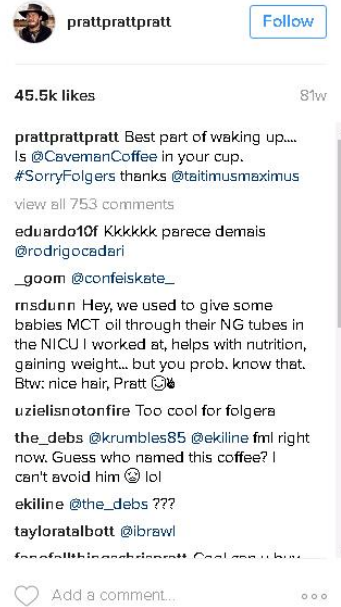 prattprattpratt
Follow
45.5k likes
81w
prattprattpratt Best part of waking up....
Is @CavemanCoffee in your cup.
#SorryFolgers thanks @taitimusmaximus
view all 753 comments
eduardo10f Kkkkkk parece demais
@rodrigocadari
_goom @confeiskate_
rnsdunn Hey, we used to give some
babies MCT oil through their NG tubes in
the NICU I worked at, helps with nutrition,
gaining weight... but you prob. know that.
Btw: nice hair, Pratt
uzielisnotonfire Too cool for folgera
the_debs @krumbles85 @ekiline fml right
now. Guess who named this coffee? I
can't avoid him lol
ekiline @the_debs ???
tayloratalbott @ibrawl
Add a comment...